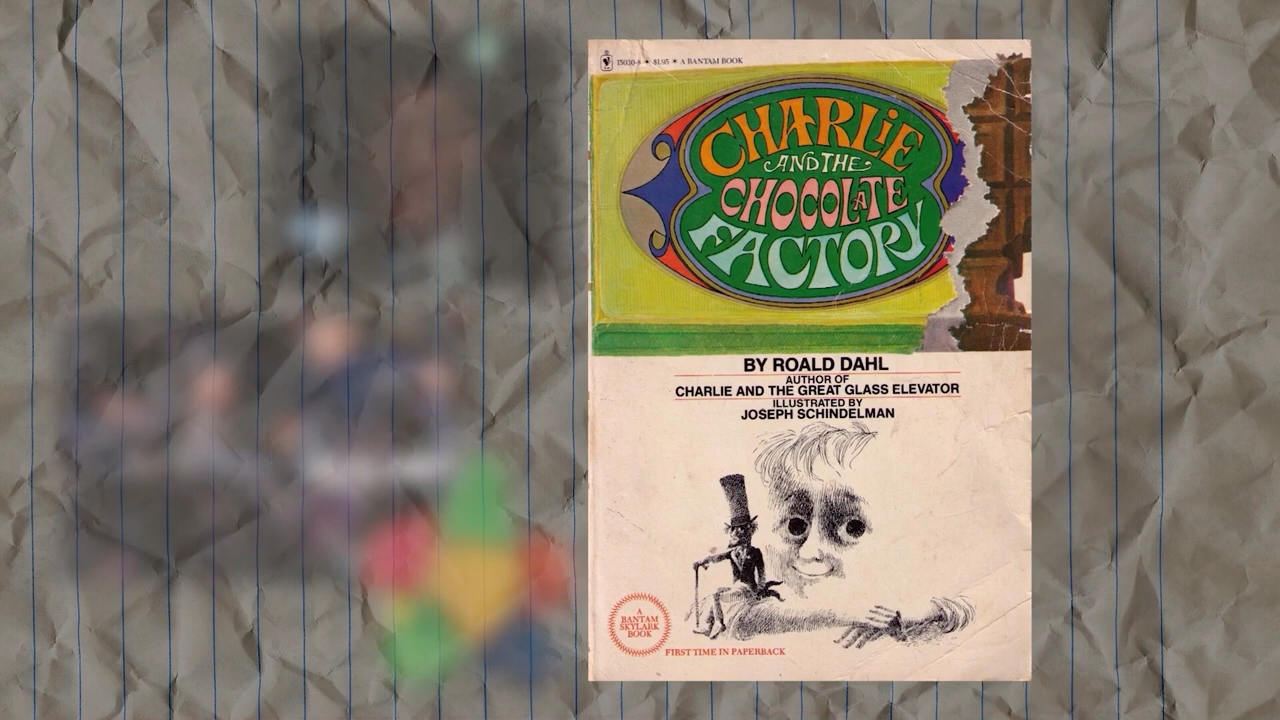 15030-8 * $1.95 * A BANTAM BOOK
CHARLiE
AND THE
CHOCOLATE
FACTORY
BY ROALD DAHL
AUTHOR OF
CHARLIE AND THE GREAT GLASS ELEVATOR
ILLUSTRATED BY
JOSEPH SCHINDELMAN
A
BANTAM
SKYLARK
BOOK
FIRST TIME IN PAPERBACK